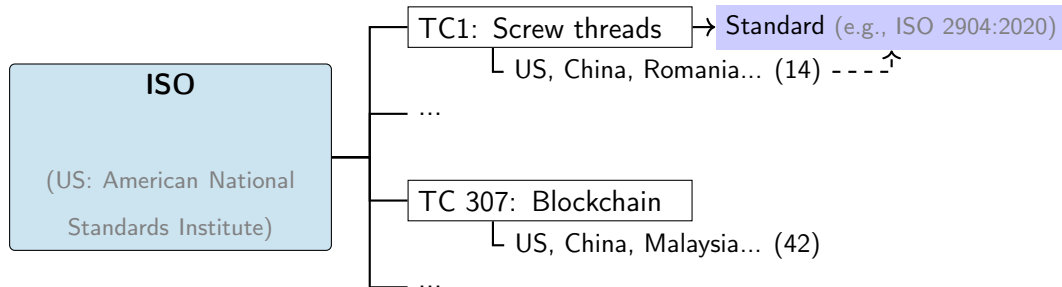 ISO
(US: American National
Standards Institute)
TC1: Screw threads
Standard (e.g., ISO 2904:2020)
US, China, Romania... (14)
...
TC 307: Blockchain
US, China, Malaysia... (42)
...